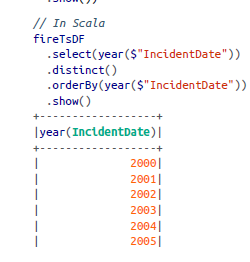 .show())
// In Scala
fireTsDF
  .select(year($"IncidentDate"))
  .distinct()
  .orderBy(year($"IncidentDate"))
  .show()
+------------------+
|year(IncidentDate)|
+------------------+
|              2000|
|              2001|
|              2002|
|              2003|
|              2004|
|              2005|